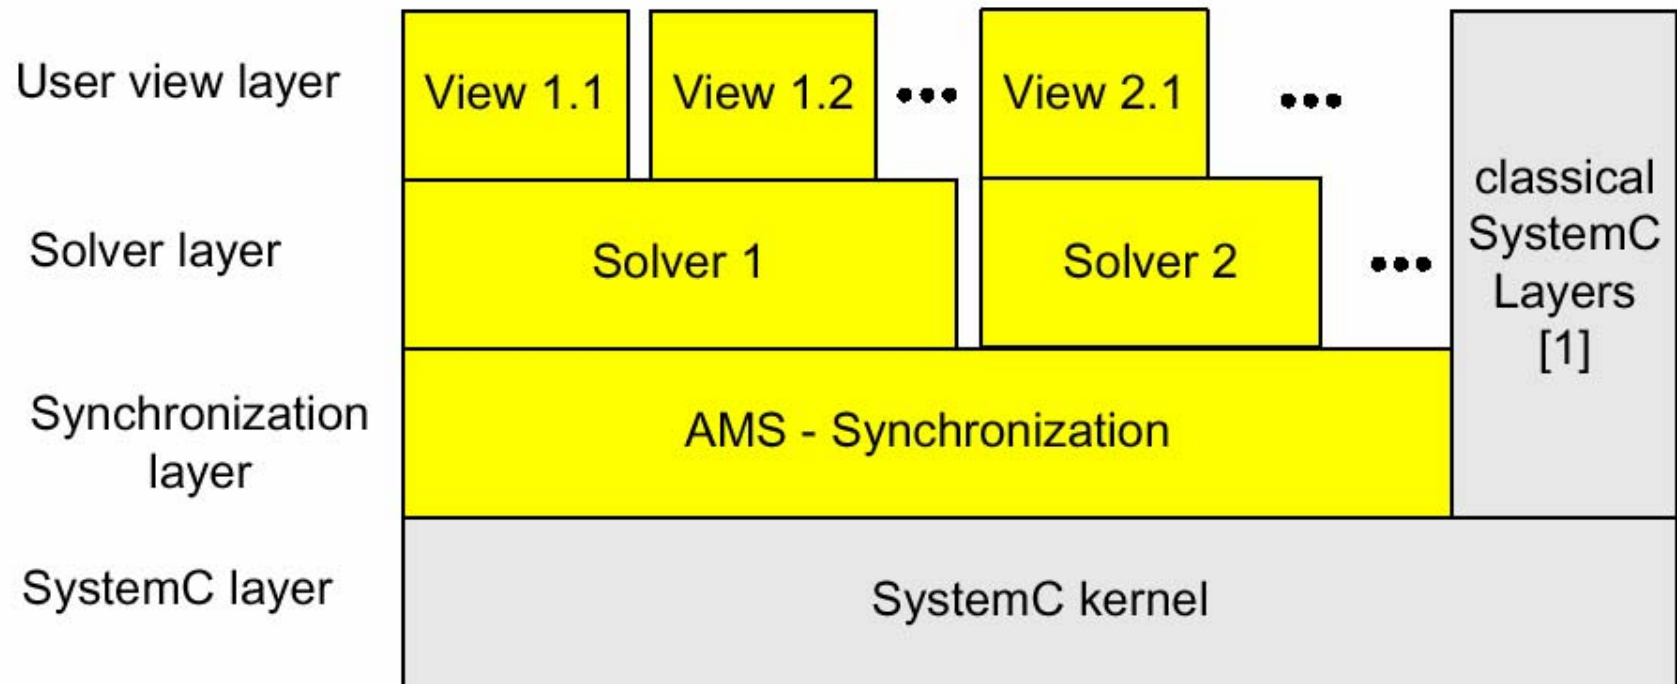 User view layer
View 1.1
View 1.2
•••
View 2.1
•••
classical
SystemC
Layers
[1]
Solver layer
Solver 1
Solver 2
•••
Synchronization
layer
AMS - Synchronization
SystemC layer
SystemC kernel